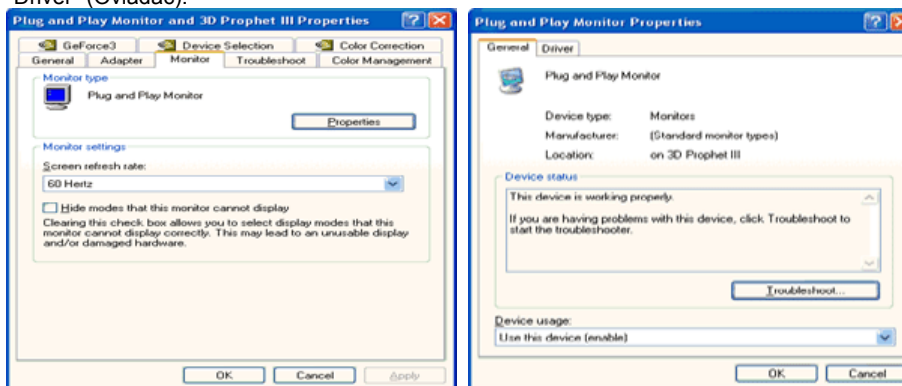 "Driver" (Ovladač).
Plug and Play Monitor and 3D Prophet III Properties
GeForce3 Device Selection Color Correction
General Adapter Monitor Troubleshoot Color Management
Monitor type
Plug and Play Monitor
Properties
Monitor settings
Screen refresh rate:
60 Hertz
Hide modes that this monitor cannot display
Clearing this check box allows you to select display modes that this
monitor cannot display correctly. This may lead to an unusable display
and/or damaged hardware.
OK Cancel Apply
Plug and Play Monitor Properties
General Driver
Plug and Play Monitor
Device type: Monitors
Manufacturer: (Standard monitor types)
Location: on 3D Prophet III
Device status
This device is working properly.
If you are having problems with this device, click Troubleshoot to
start the troubleshooter.
Troubleshoot...
Device usage:
Use this device (enable)
OK Cancel